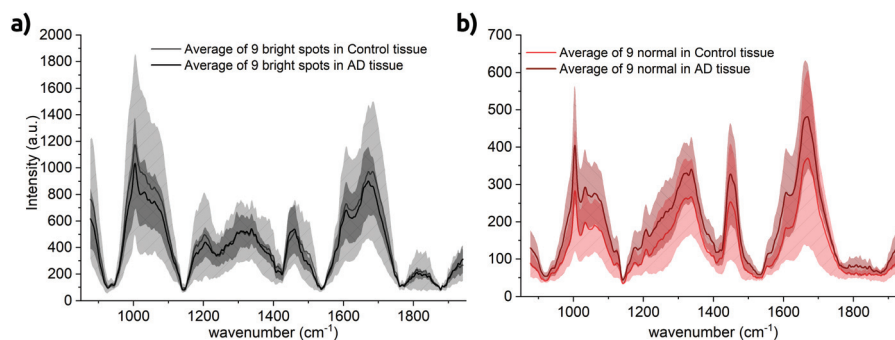 a)
Average of 9 bright spots in Control tissue
Average of 9 bright spots in AD tissue
Intensity (a.u.)
2000
1800
1600
1400
1200
1000
800
600
400
200
0
1000 1200 1400 1600 1800
wavenumber (cm⁻¹)
b)
Average of 9 normal in Control tissue
Average of 9 normal in AD tissue
700
600
500
400
300
200
100
0
1000 1200 1400 1600 1800
wavenumber (cm⁻¹)